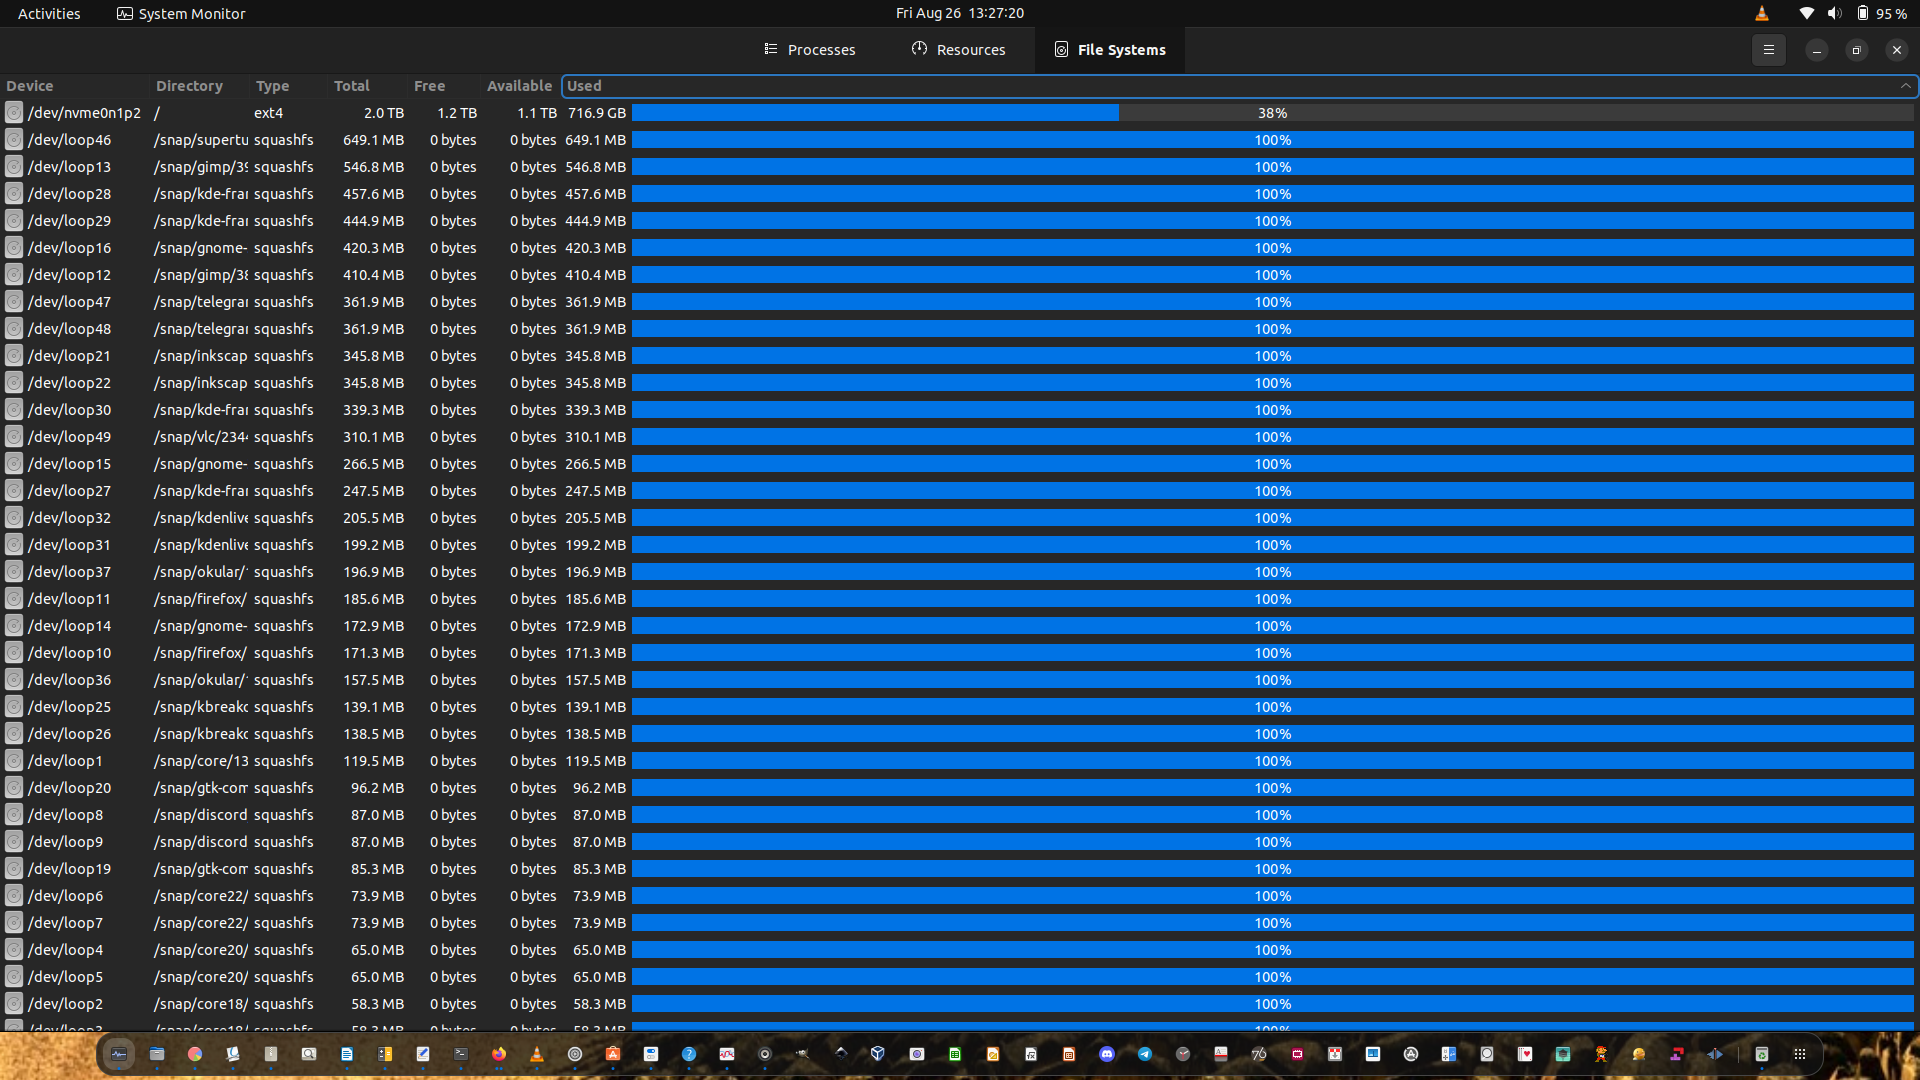 Activities System Monitor Fri Aug 26 13:27:20 95 %
Processes Resources File Systems
Device Directory Type Total Free Available Used
/dev/nvme0n1p2 / ext4 2.0 TB 1.2 TB 1.1 TB 716.9 GB 38%
/dev/loop46 /snap/supertu squashfs 649.1 MB 0 bytes 0 bytes 649.1 MB 100%
/dev/loop13 /snap/gimp/39 squashfs 546.8 MB 0 bytes 0 bytes 546.8 MB 100%
/dev/loop28 /snap/kde-fra squashfs 457.6 MB 0 bytes 0 bytes 457.6 MB 100%
/dev/loop29 /snap/kde-fra squashfs 444.9 MB 0 bytes 0 bytes 444.9 MB 100%
/dev/loop16 /snap/gnome- squashfs 420.3 MB 0 bytes 0 bytes 420.3 MB 100%
/dev/loop12 /snap/gimp/38 squashfs 410.4 MB 0 bytes 0 bytes 410.4 MB 100%
/dev/loop47 /snap/telegra squashfs 361.9 MB 0 bytes 0 bytes 361.9 MB 100%
/dev/loop48 /snap/telegra squashfs 361.9 MB 0 bytes 0 bytes 361.9 MB 100%
/dev/loop21 /snap/inkscap squashfs 345.8 MB 0 bytes 0 bytes 345.8 MB 100%
/dev/loop22 /snap/inkscap squashfs 345.8 MB 0 bytes 0 bytes 345.8 MB 100%
/dev/loop30 /snap/kde-fra squashfs 339.3 MB 0 bytes 0 bytes 339.3 MB 100%
/dev/loop49 /snap/vlc/234 squashfs 310.1 MB 0 bytes 0 bytes 310.1 MB 100%
/dev/loop15 /snap/gnome- squashfs 266.5 MB 0 bytes 0 bytes 266.5 MB 100%
/dev/loop27 /snap/kde-fra squashfs 247.5 MB 0 bytes 0 bytes 247.5 MB 100%
/dev/loop32 /snap/kdenlive squashfs 205.5 MB 0 bytes 0 bytes 205.5 MB 100%
/dev/loop31 /snap/kdenlive squashfs 199.2 MB 0 bytes 0 bytes 199.2 MB 100%
/dev/loop37 /snap/okular/ squashfs 196.9 MB 0 bytes 0 bytes 196.9 MB 100%
/dev/loop11 /snap/firefox/ squashfs 185.6 MB 0 bytes 0 bytes 185.6 MB 100%
/dev/loop14 /snap/gnome- squashfs 172.9 MB 0 bytes 0 bytes 172.9 MB 100%
/dev/loop10 /snap/firefox/ squashfs 171.3 MB 0 bytes 0 bytes 171.3 MB 100%
/dev/loop36 /snap/okular/ squashfs 157.5 MB 0 bytes 0 bytes 157.5 MB 100%
/dev/loop25 /snap/kbreako squashfs 139.1 MB 0 bytes 0 bytes 139.1 MB 100%
/dev/loop26 /snap/kbreako squashfs 138.5 MB 0 bytes 0 bytes 138.5 MB 100%
/dev/loop1 /snap/core/13 squashfs 119.5 MB 0 bytes 0 bytes 119.5 MB 100%
/dev/loop20 /snap/gtk-com squashfs 96.2 MB 0 bytes 0 bytes 96.2 MB 100%
/dev/loop8 /snap/discord squashfs 87.0 MB 0 bytes 0 bytes 87.0 MB 100%
/dev/loop9 /snap/discord squashfs 87.0 MB 0 bytes 0 bytes 87.0 MB 100%
/dev/loop19 /snap/gtk-com squashfs 85.3 MB 0 bytes 0 bytes 85.3 MB 100%
/dev/loop6 /snap/core22/ squashfs 73.9 MB 0 bytes 0 bytes 73.9 MB 100%
/dev/loop7 /snap/core22/ squashfs 73.9 MB 0 bytes 0 bytes 73.9 MB 100%
/dev/loop4 /snap/core20/ squashfs 65.0 MB 0 bytes 0 bytes 65.0 MB 100%
/dev/loop5 /snap/core20/ squashfs 65.0 MB 0 bytes 0 bytes 65.0 MB 100%
/dev/loop2 /snap/core18/ squashfs 58.3 MB 0 bytes 0 bytes 58.3 MB 100%
/dev/loop3 /snap/core18/ squashfs 58.3 MB 0 bytes 0 bytes 58.3 MB 100%